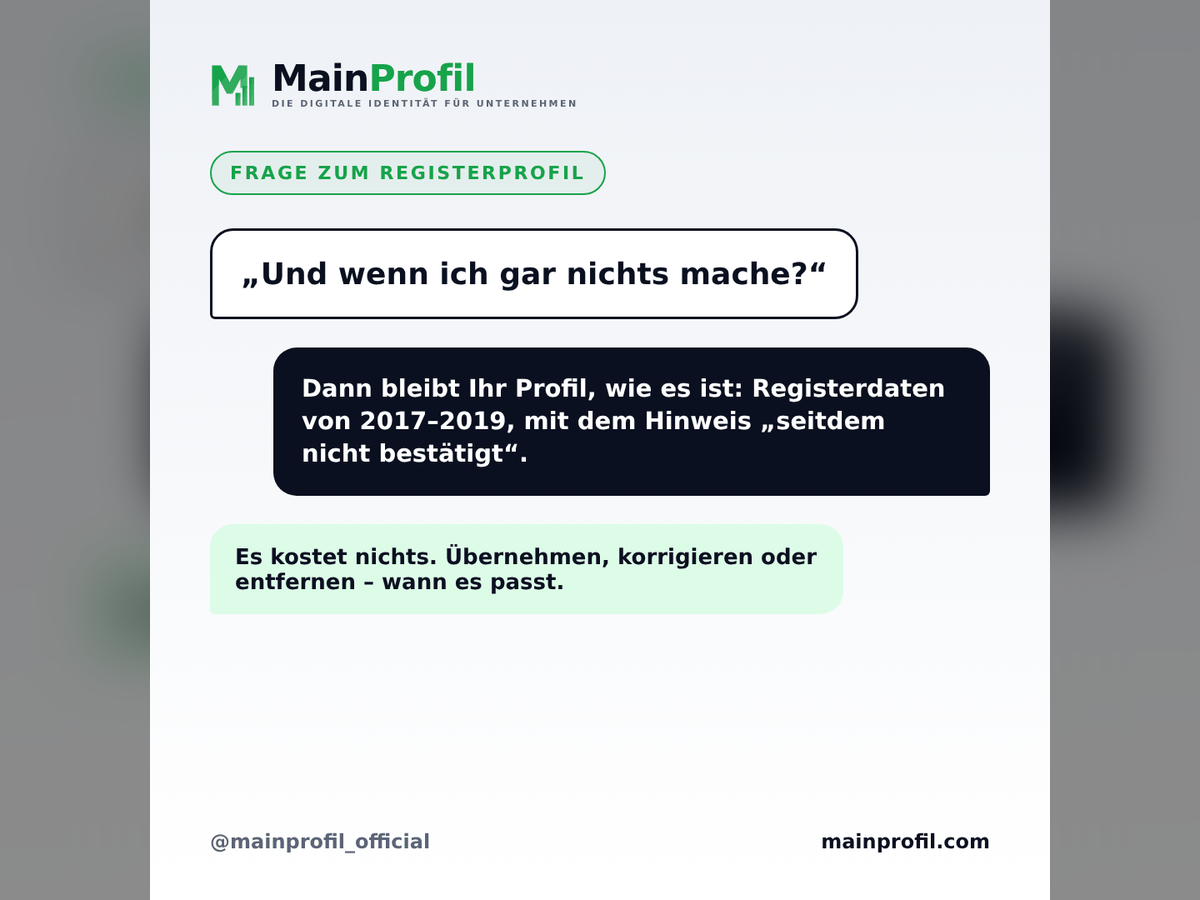 MainProfil
DIE DIGITALE IDENTITÄT FÜR UNTERNEHMEN
FRAGE ZUM REGISTERPROFIL
„Und wenn ich gar nichts mache?“
Dann bleibt Ihr Profil, wie es ist: Registerdaten
von 2017–2019, mit dem Hinweis „seitdem
nicht bestätigt“.
Es kostet nichts. Übernehmen, korrigieren oder
entfernen – wann es passt.
@mainprofil_official
mainprofil.com